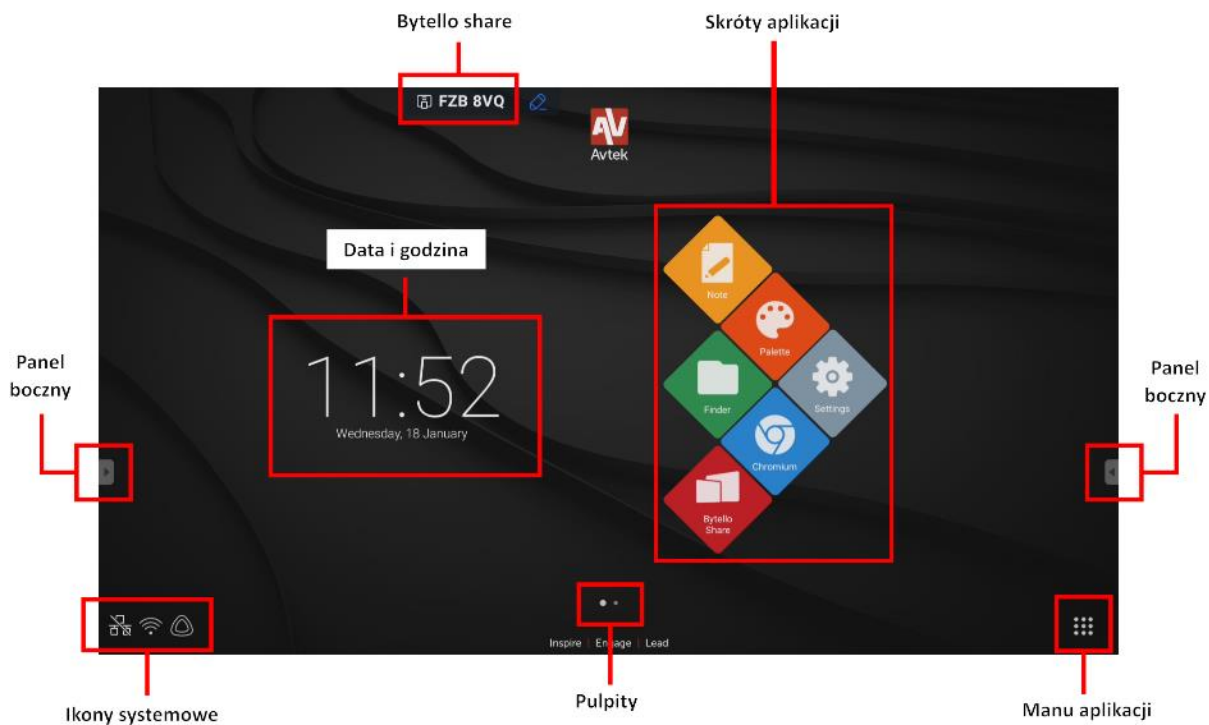 Bytello share
Skróty aplikacji
FZB 8VQ
AV
Avtek
Data i godzina
Note
Palette
11:52
Wednesday, 18 January
Finder
Settings
Panel
boczny
Panel
boczny
Chromium
Bytello
Share
Inspire | Engage | Lead
Ikony systemowe
Pulpity
Manu aplikacji